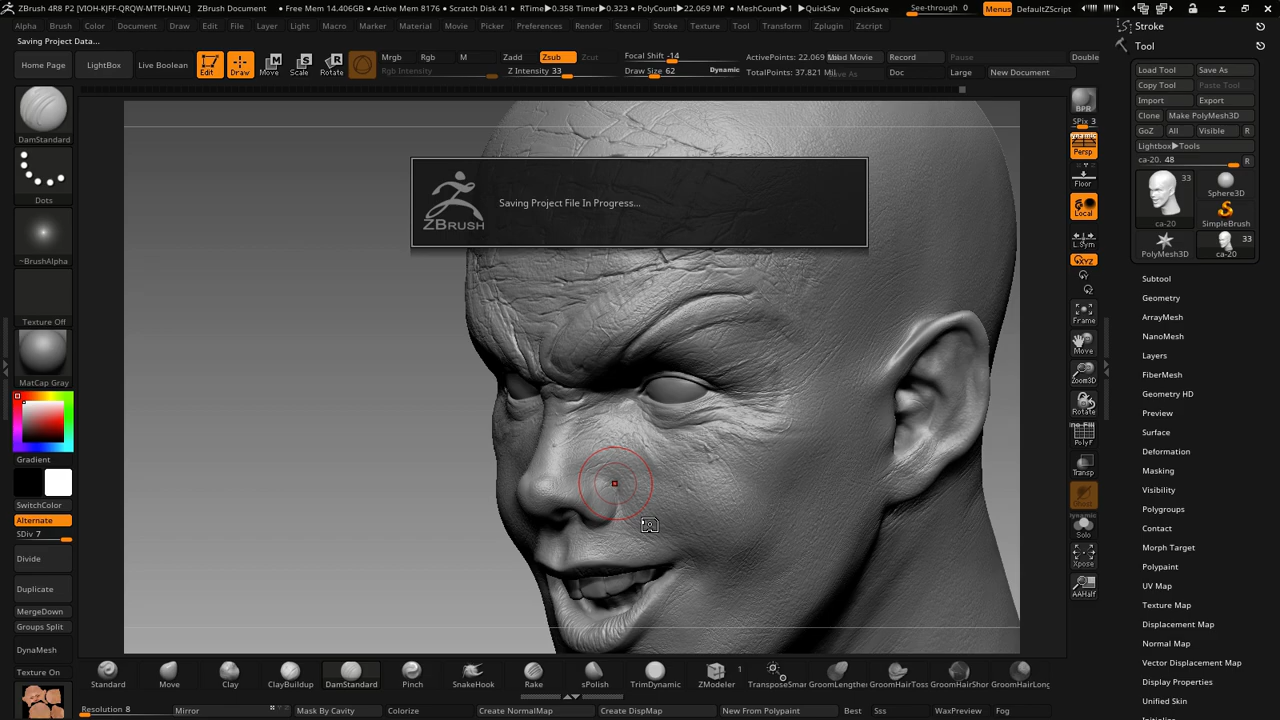 ZBrush 4R8 P2 [VIOH-KJFF-QRQW-MTPI-NHVL] ZBrush Document • Free Mem 14.406GB • Active Mem 8176 • Scratch Disk 41 • RTime▶0.358 Timer▶0.323 • PolyCount▶22.069 MP • MeshCount▶1 ▶QuickSav QuickSave See-through 0 Menus DefaultZScript
Alpha Brush Color Document Draw Edit File Layer Light Macro Marker Material Movie Picker Preferences Render Stencil Stroke Texture Tool Transform Zplugin Zscript
Saving Project Data...
Home Page LightBox Live Boolean Edit Draw Move Scale Rotate
Mrgb Rgb M Zadd Zsub Zcut Focal Shift -14 ActivePoints: 22.069 Record Pause Double
Rgb Intensity Z Intensity 33 Draw Size 62 Dynamic TotalPoints: 37.821 Mil Doc Large New Document
DamStandard
Dots
~BrushAlpha
Texture Off
MatCap Gray
Gradient
SwitchColor
Alternate
SDiv 7
Divide
Duplicate
MergeDown
Groups Split
DynaMesh
Texture On
Saving Project File In Progress...
ZBRUSH
BPR
SPix 3
Persp
Floor
Local
L.Sym
XYZ
Frame
Move
Zoom3D
Rotate
PolyF
Transp
Dynamic
Solo
Xpose
AAHalf
Stroke
Tool
Load Tool Save As
Copy Tool Paste Tool
Import Export
Clone Make PolyMesh3D
GoZ All Visible R
Lightbox▶Tools
ca-20. 48 R
33
ca-20
Sphere3D
SimpleBrush
PolyMesh3D
33
ca-20
Subtool
Geometry
ArrayMesh
NanoMesh
Layers
FiberMesh
Geometry HD
Preview
Surface
Deformation
Masking
Visibility
Polygroups
Contact
Morph Target
Polypaint
UV Map
Texture Map
Displacement Map
Normal Map
Vector Displacement Map
Display Properties
Unified Skin
Standard Move Clay ClayBuildup DamStandard Pinch SnakeHook Rake sPolish TrimDynamic ZModeler 1 TransposeSmar GroomLengthe GroomHairToss GroomHairShor GroomHairLong
Resolution 8 Mirror Mask By Cavity Colorize Create NormalMap Create DispMap New From Polypaint Best Sss WaxPreview Fog